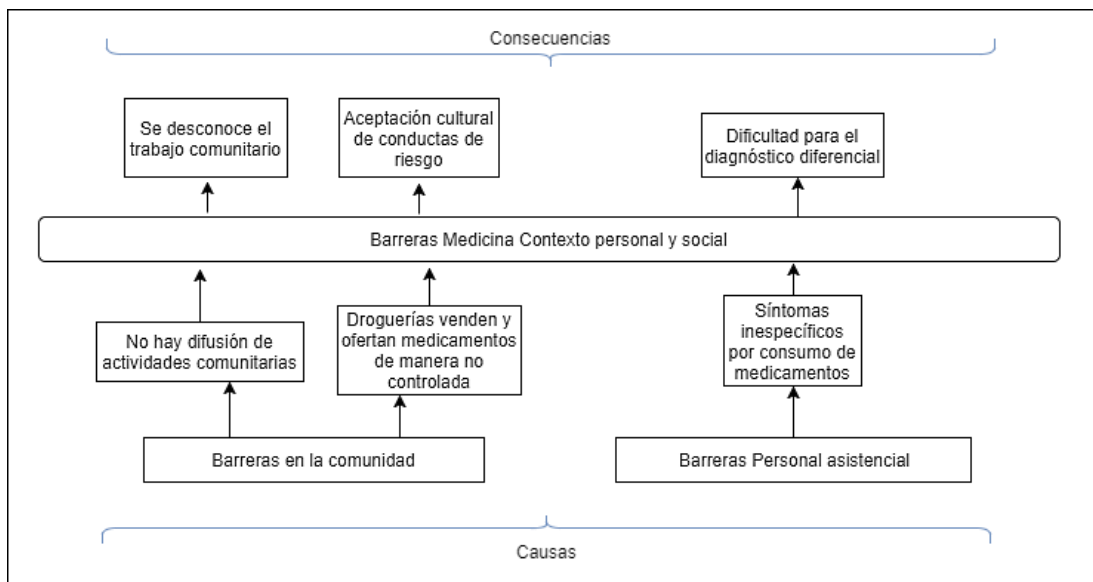 Consecuencias
Se desconoce el
trabajo comunitario
Aceptación cultural
de conductas de
riesgo
Dificultad para el
diagnóstico diferencial
Barreras Medicina Contexto personal y social
No hay difusión de
actividades comunitarias
Droguerías venden y
ofertan medicamentos
de manera no
controlada
Síntomas
inespecíficos
por consumo de
medicamentos
Barreras en la comunidad
Barreras Personal asistencial
Causas